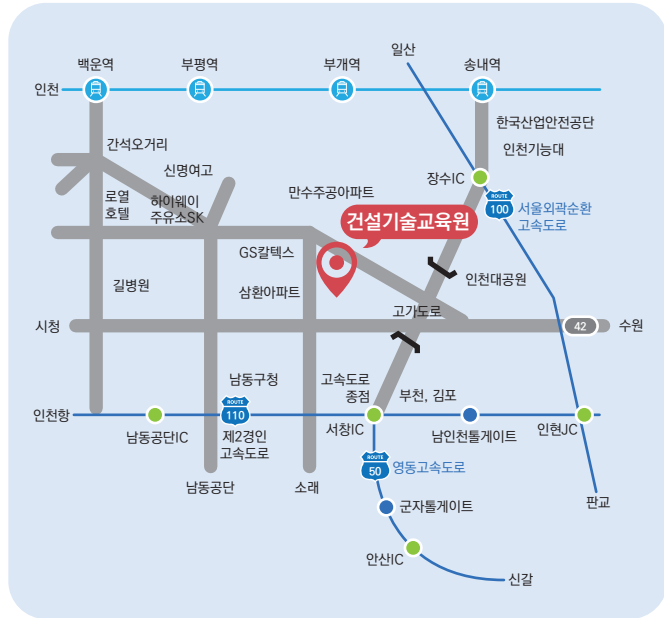 일산
백운역
부평역
부개역
송내역
인천
한국산업안전공단
인천기능대
간석오거리
신명여고
장수IC
만수주공아파트
로열
호텔
하이웨이
주유소SK
ROUTE
100
서울외곽순환
고속도로
건설기술교육원
GS칼텍스
길병원
삼환아파트
인천대공원
고가도로
시청
42
수원
남동구청
고속도로
종점
부천, 김포
인천항
ROUTE
110
남동공단IC
제2경인
고속도로
서창IC
남인천톨게이트
인현JC
ROUTE
50
영동고속도로
남동공단
소래
판교
군자톨게이트
안산IC
신갈